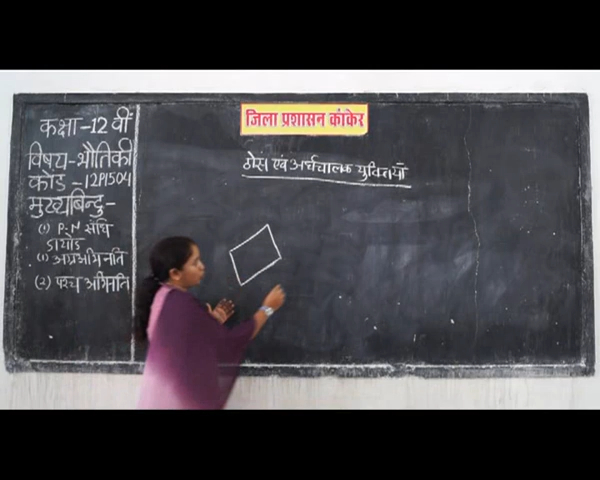 जिला प्रशासन कांकेर
कक्षा-12 वीं
विषय-भौतिकी
कोड-12P1504
मुख्यबिन्दु-
(1) P-N संधि
डायोड
(1) अग्रअभिनति
(2) पश्च अभिनति
ठोस एवं अर्धचालक युक्तियाँ